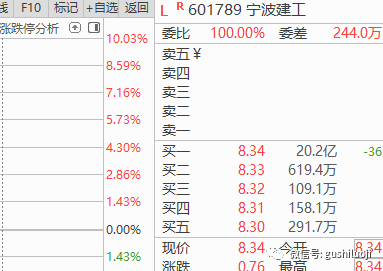 线 F10 标记 +自选 返回
涨跌停分析
10.03%
8.59%
7.16%
5.73%
4.30%
2.86%
1.43%
0.00%
1.43%
L R 601789 宁波建工
委比 100.00% 委差 244.0万
卖五 ¥
卖四
卖三
卖二
卖一
买一 8.34 20.2亿 -36
买二 8.33 619.4万
买三 8.32 109.1万
买四 8.31 158.1万
买五 8.30 291.7万
现价 8.34 今开 8.34
涨跌 0.76 最高 8.34
微信号: gushiluoji